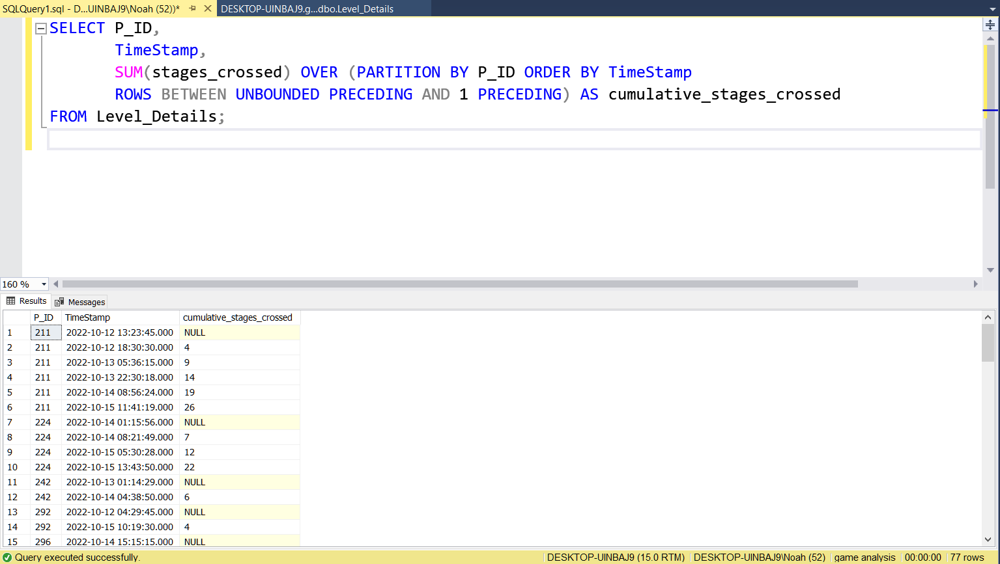 SQLQuery1.sql - D...UINBAJ9\Noah (52))* DESKTOP-UINBAJ9.g...dbo.Level_Details
SELECT P_ID,
TimeStamp,
SUM(stages_crossed) OVER (PARTITION BY P_ID ORDER BY TimeStamp
ROWS BETWEEN UNBOUNDED PRECEDING AND 1 PRECEDING) AS cumulative_stages_crossed
FROM Level_Details;
160 %
Results Messages
P_ID TimeStamp cumulative_stages_crossed
1 211 2022-10-12 13:23:45.000 NULL
2 211 2022-10-12 18:30:30.000 4
3 211 2022-10-13 05:36:15.000 9
4 211 2022-10-13 22:30:18.000 14
5 211 2022-10-14 08:56:24.000 19
6 211 2022-10-15 11:41:19.000 26
7 224 2022-10-14 01:15:56.000 NULL
8 224 2022-10-14 08:21:49.000 7
9 224 2022-10-15 05:30:28.000 12
10 224 2022-10-15 13:43:50.000 22
11 242 2022-10-13 01:14:29.000 NULL
12 242 2022-10-14 04:38:50.000 6
13 292 2022-10-12 04:29:45.000 NULL
14 292 2022-10-15 10:19:30.000 4
15 296 2022-10-14 15:15:15.000 NULL
Query executed successfully. DESKTOP-UINBAJ9 (15.0 RTM) DESKTOP-UINBAJ9\Noah (52) game analysis 00:00:00 77 rows